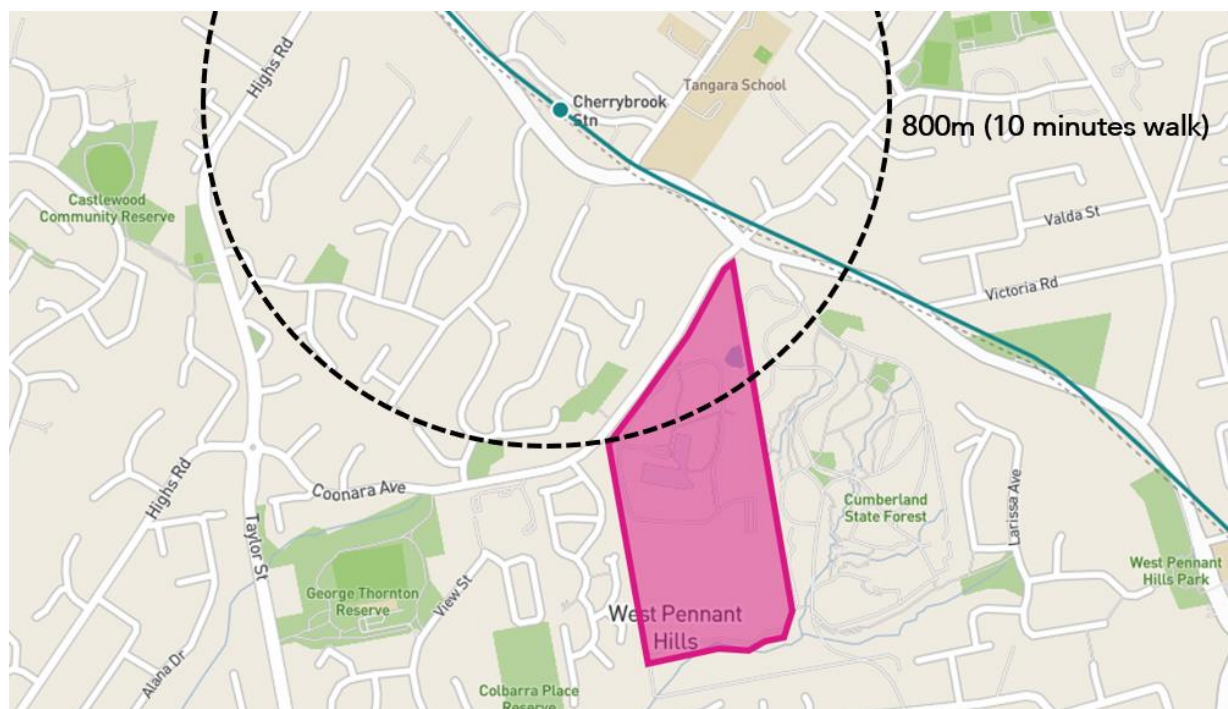 Highs Rd
Tangara School
Cherrybrook
Stn
800m (10 minutes walk)
Castlewood
Community Reserve
Valda St
Victoria Rd
Highs Rd
Coonara Ave
Taylor St
Cumberland
State Forest
Larissa Ave
George Thornton
Reserve
View St
West Pennant
Hills
West Pennant
Hills Park
Alana Dr
Colbarra Place
Reserve